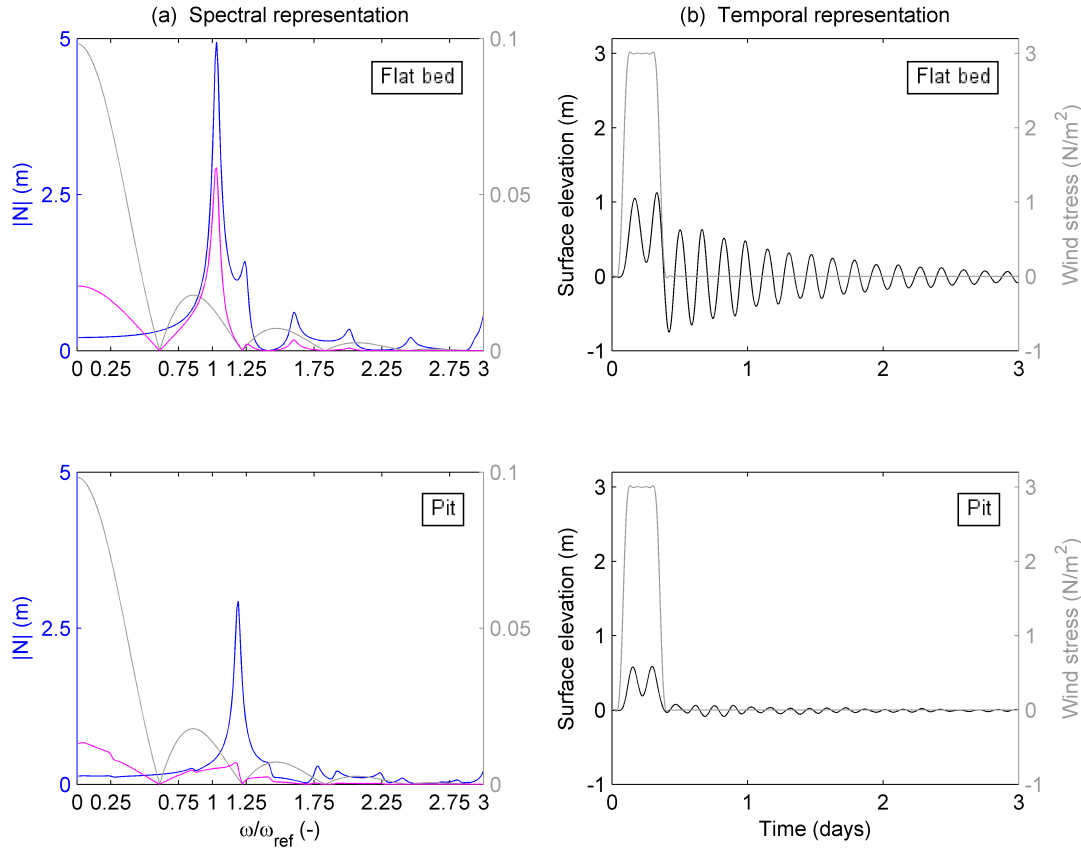 (a) Spectral representation
(b) Temporal representation
5
2.5
0
|N| (m)
0.1
0.05
0
Flat bed
0 0.25 0.75 1 1.25 1.75 2.25 2.75 3
3
2
1
0
-1
Surface elevation (m)
3
2
1
0
-1
Wind stress (N/m²)
Flat bed
0 1 2 3
5
2.5
0
|N| (m)
0.1
0.05
0
Pit
0 0.25 0.75 1 1.25 1.75 2.25 2.75 3
ω/ω_ref (-)
3
2
1
0
-1
Surface elevation (m)
3
2
1
0
-1
Wind stress (N/m²)
Pit
0 1 2 3
Time (days)